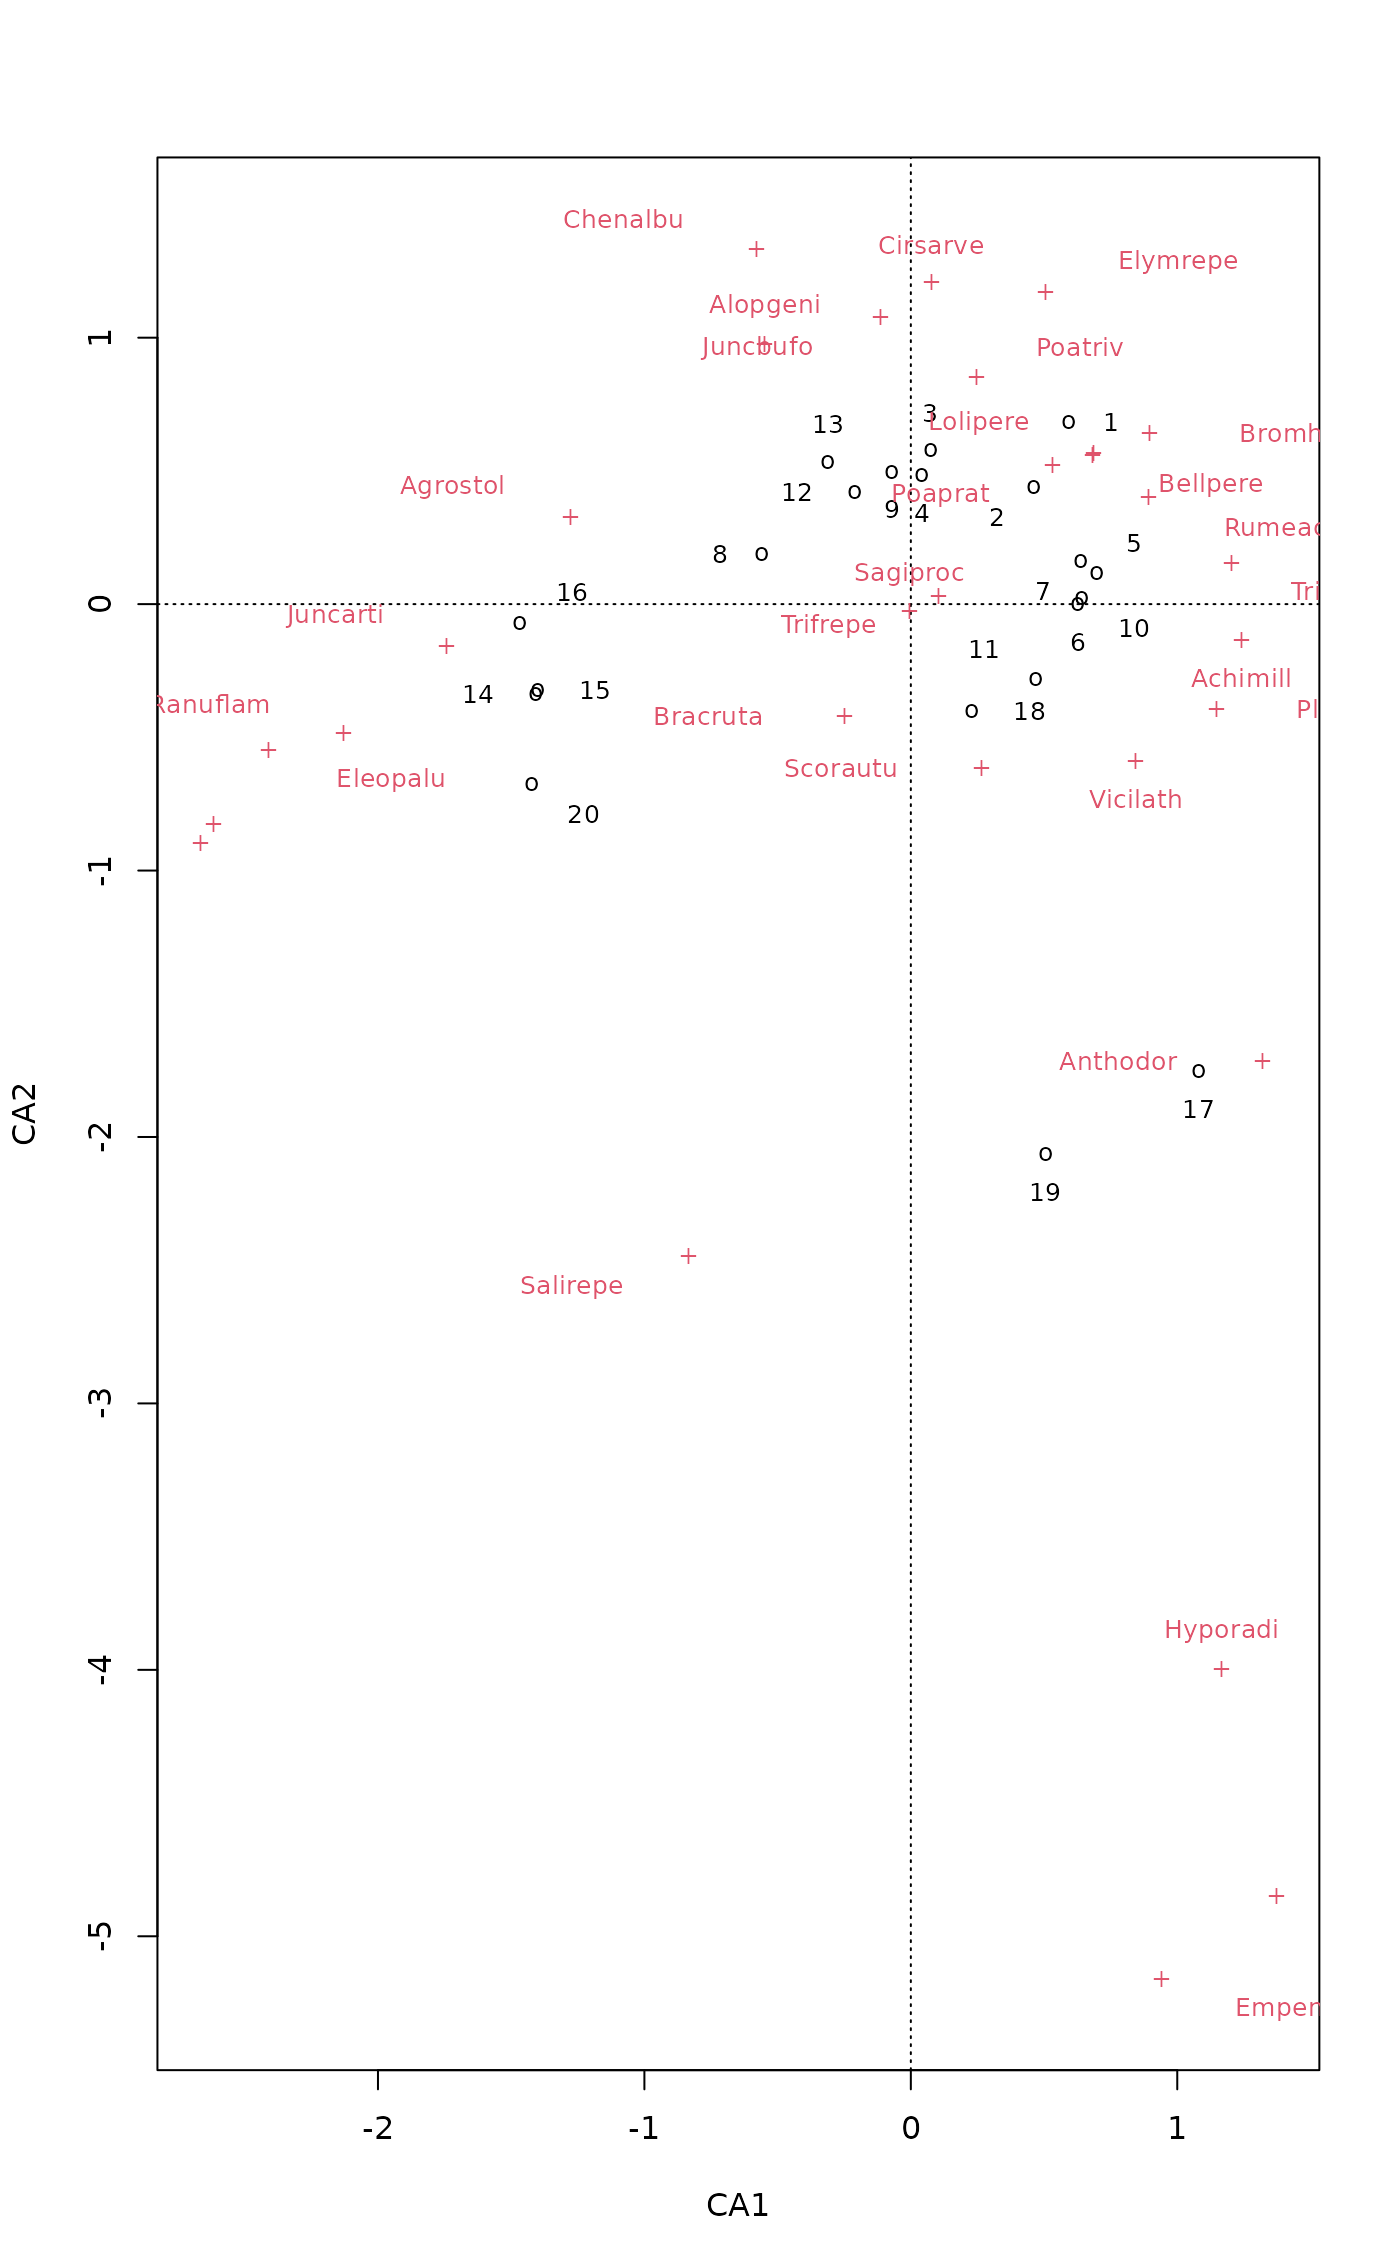 Chenalbu
Cirsarve
Elymrepe
Alopgeni
Juncbufo
Poatriv
3
13
Lolipere
1
Bromh
Agrostol
12
Poaprat
Bellpere
9
4
2
Rumeac
8
5
Sagiproc
16
7
Tri
Juncarti
Trifrepe
10
11
6
Achimill
14
15
Ranuflam
Bracruta
18
Pl
Eleopalu
Scorautu
Vicilath
20
Anthodor
17
19
Salirepe
Hyporadi
Emper
1
0
-1
-2
-3
-4
-5
CA2
-2 -1 0 1
CA1